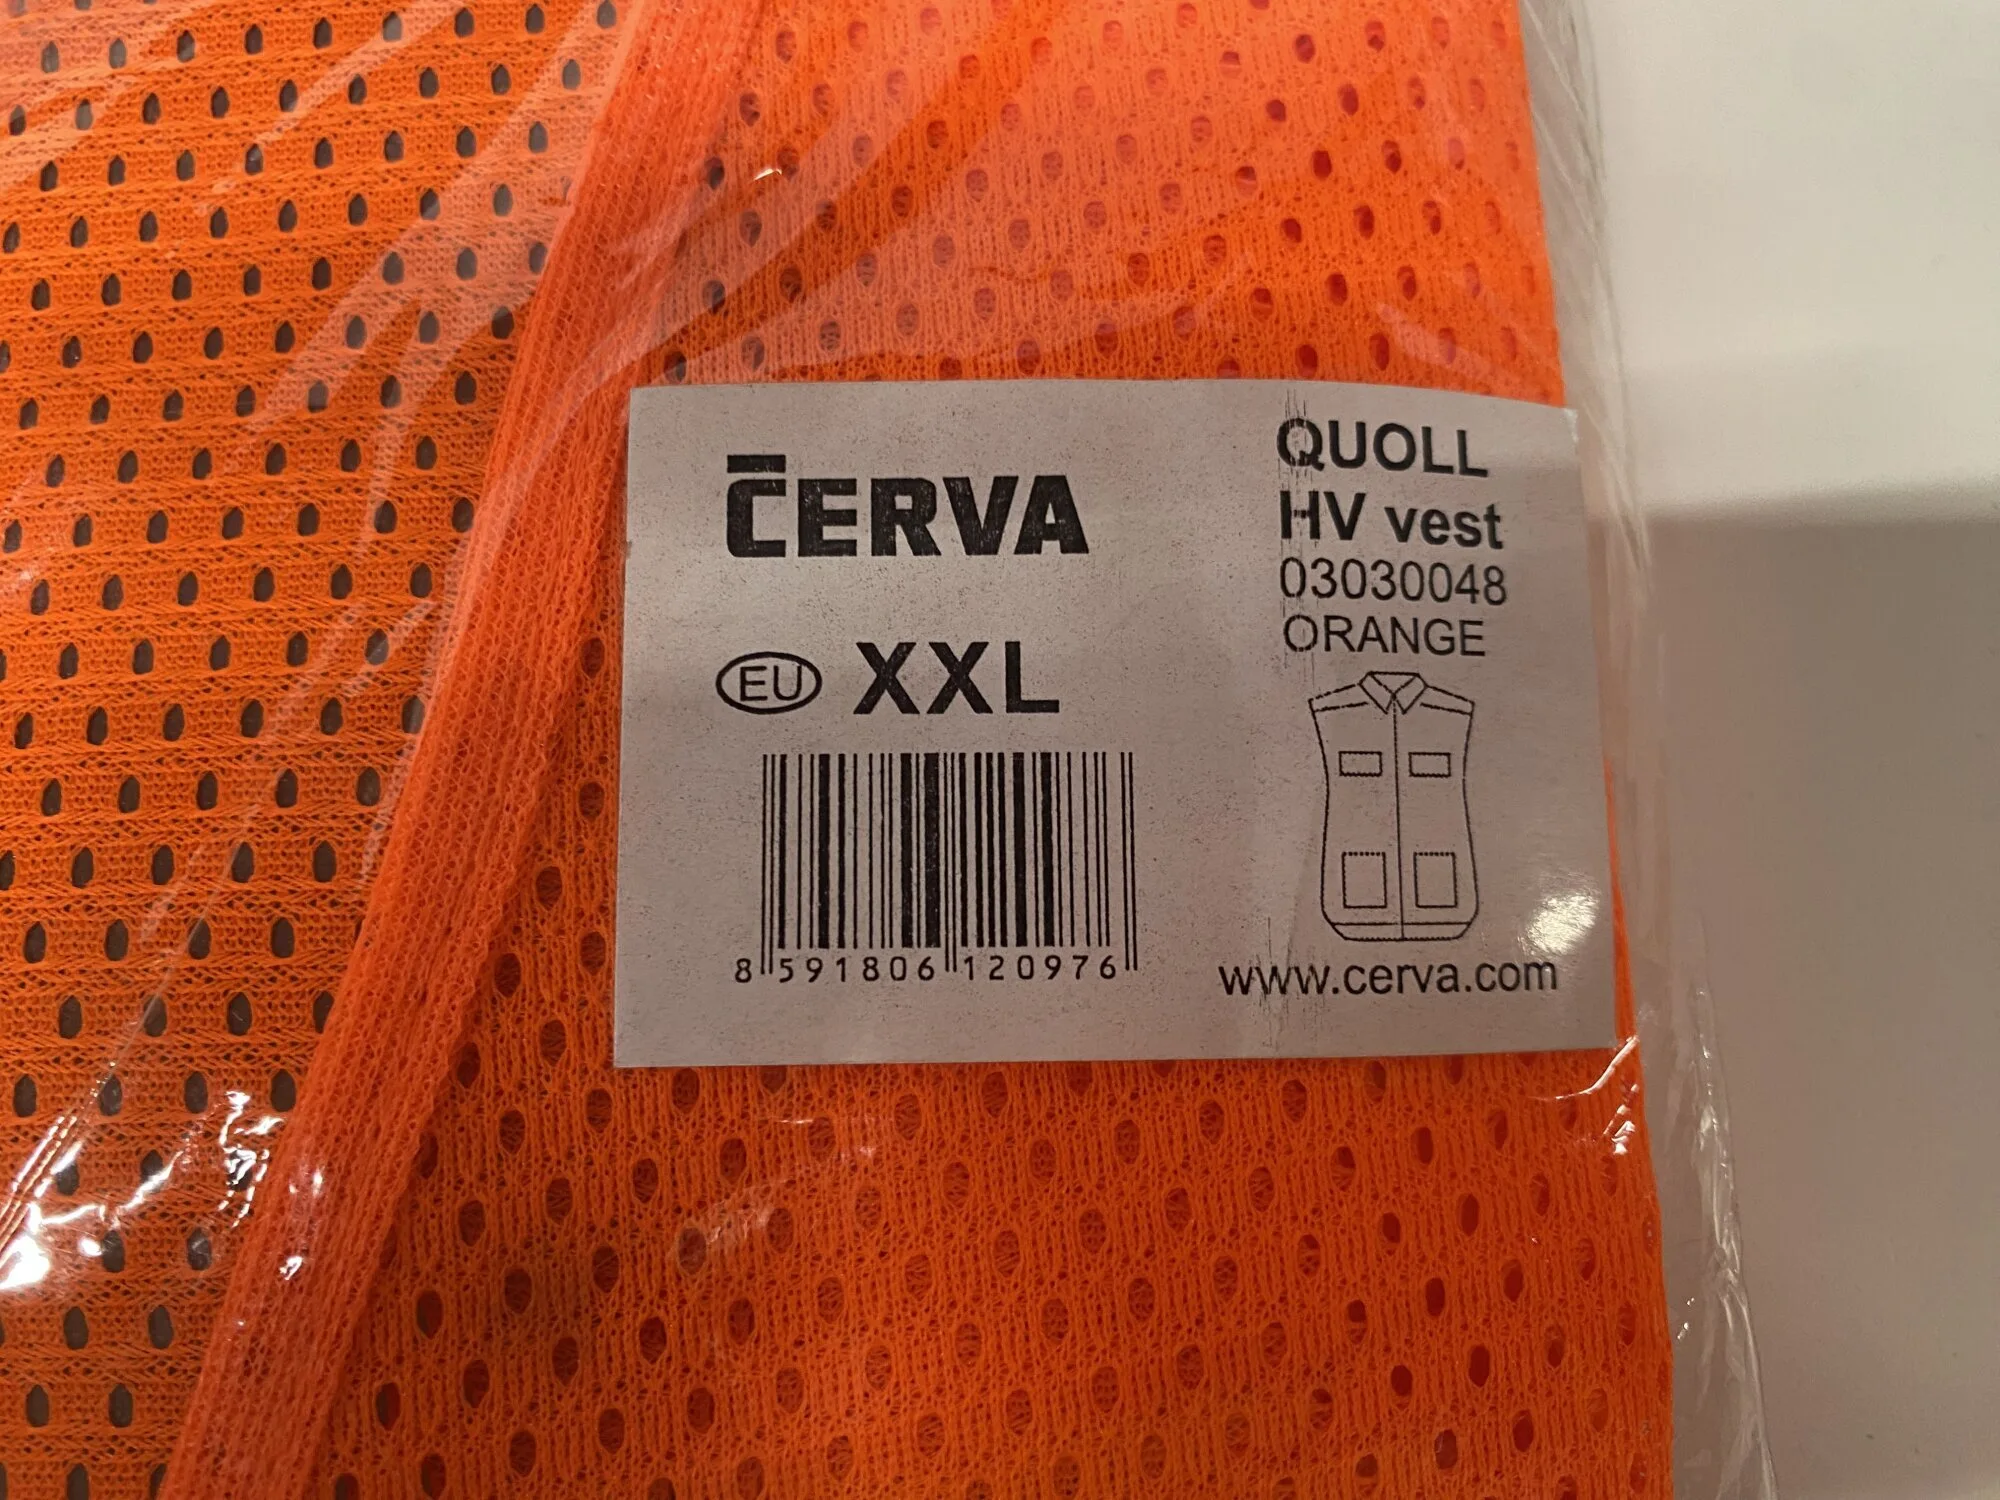 ČERVA
EU XXL
8 591806 120976
QUOLL
HV vest
03030048
ORANGE
www.cerva.com